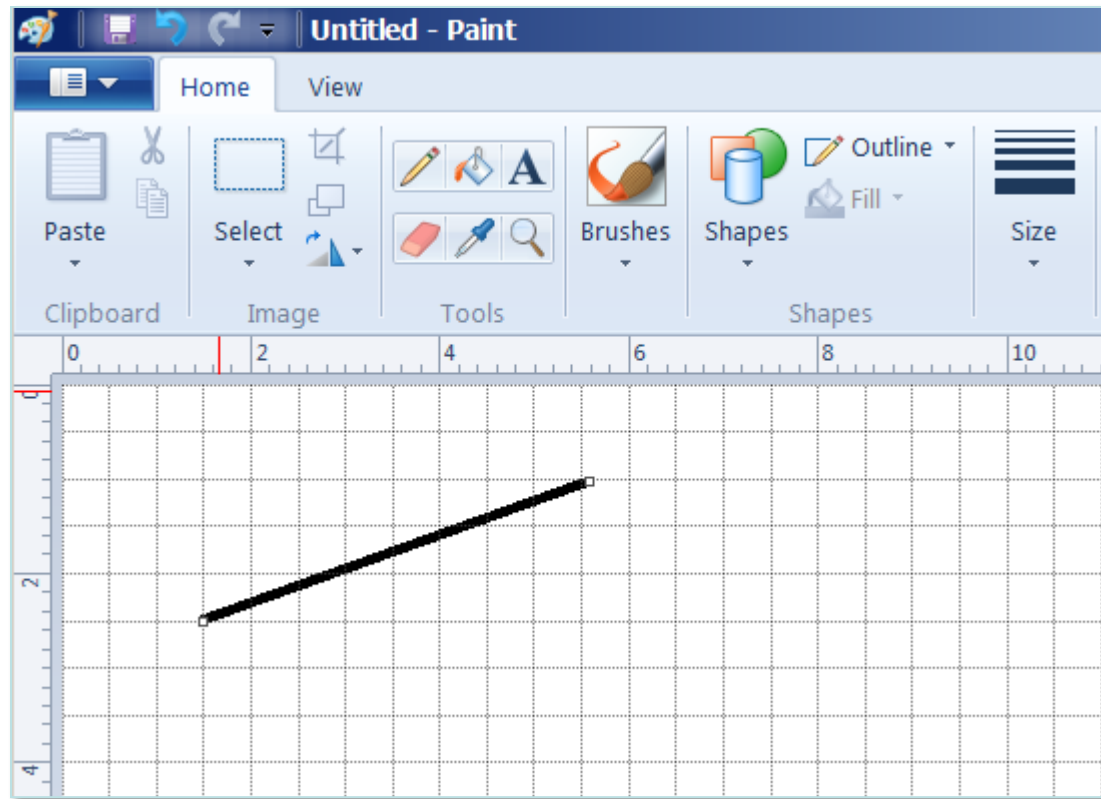 Untitled - Paint
Home View
Outline
Fill
Paste Select A Brushes Shapes Size
Clipboard Image Tools Shapes
0 2 4 6 8 10
0
2
4